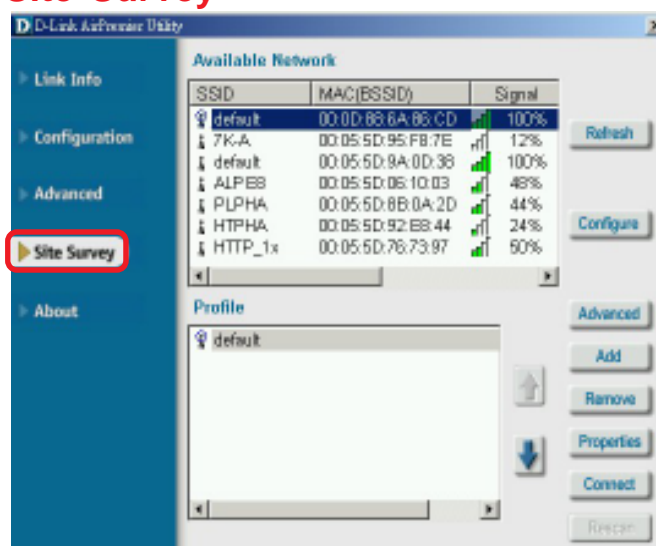 Site Survey
D-Link AirPremier Utility
Link Info
Configuration
Advanced
Site Survey
About
Available Network
SSID MAC(BSSID) Signal
default 00:0D:88:6A:86:CD 100%
7K-A 00:05:5D:95:FB:7E 12%
default 00:05:5D:9A:0D:38 100%
00:05:5D:06:10:03 48%
PLPHA 00:05:5D:8B:0A:2D 44%
HTPHA 00:05:5D:92:E8:44 24%
HTTP_1x 00:05:5D:76:73:97 50%
Refresh
Configure
Profile
default
Advanced
Add
Remove
Properties
Connect
Rescan